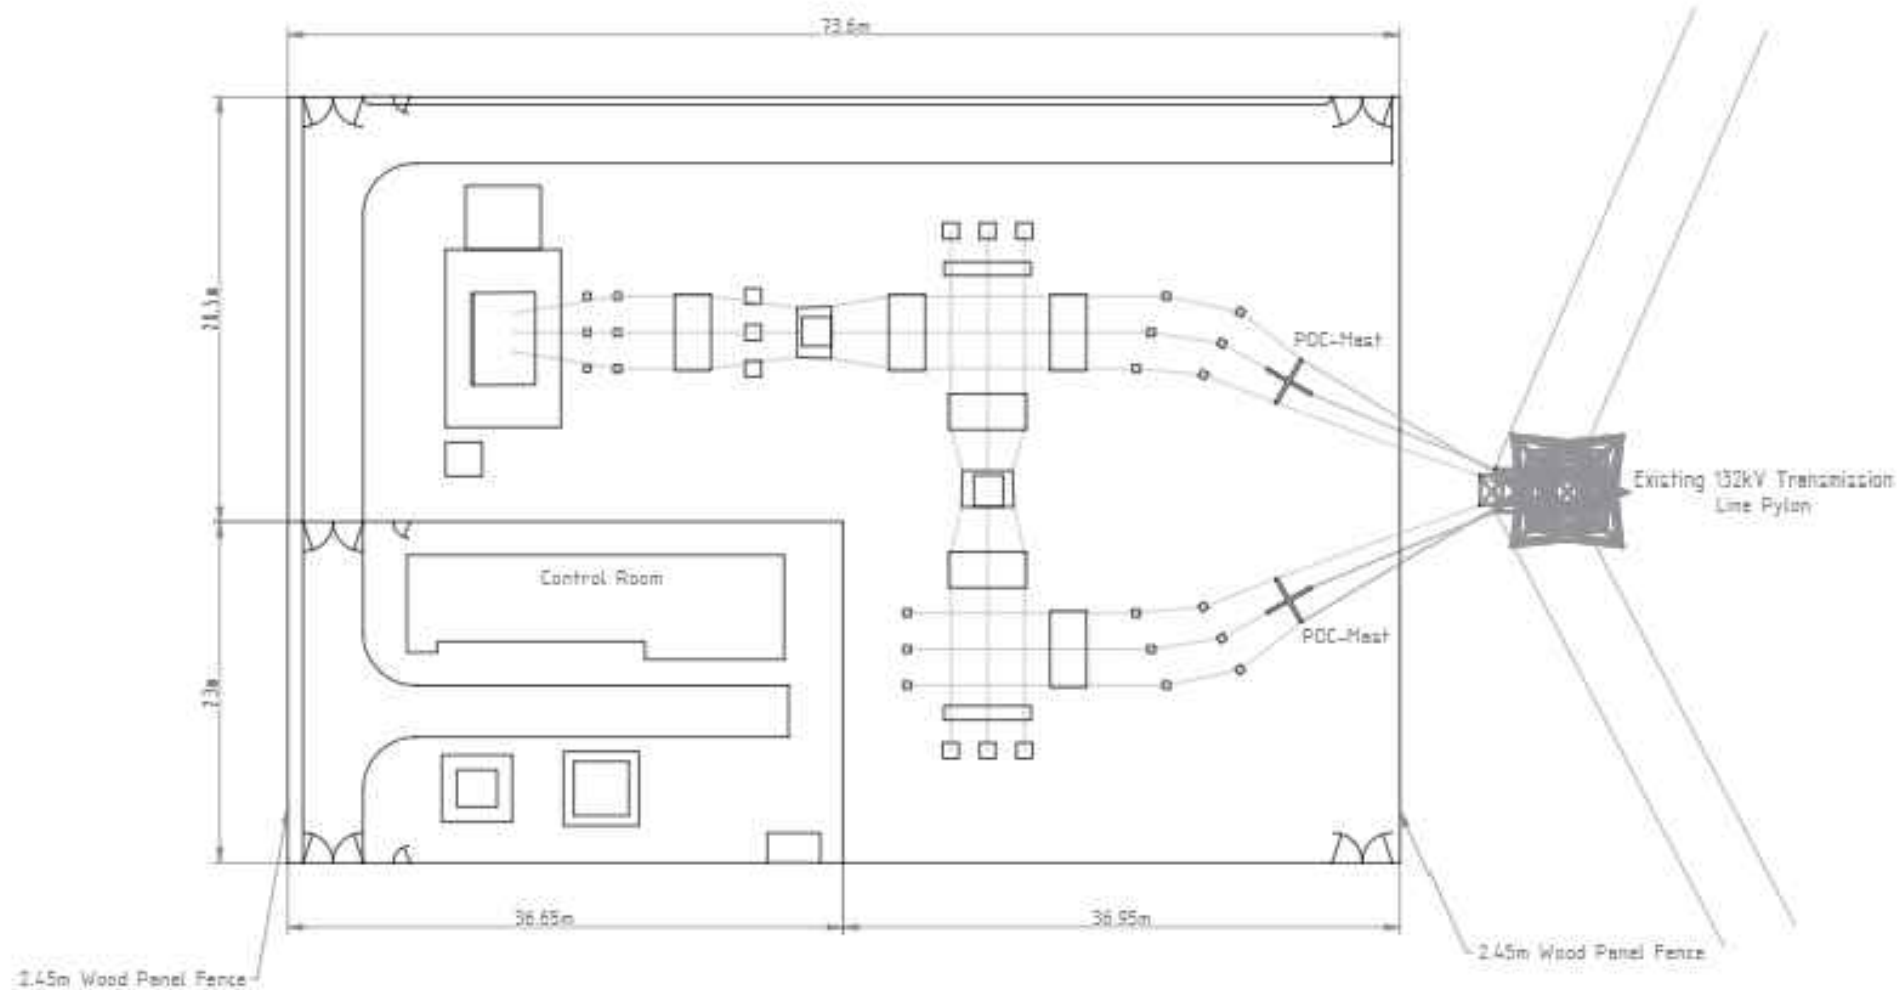 73.6m
28.5m
POC-Mast
Existing 132kV Transmission
Line Pylon
Control Room
POC-Mast
23m
36.65m
36.95m
2.45m Wood Panel Fence
2.45m Wood Panel Fence